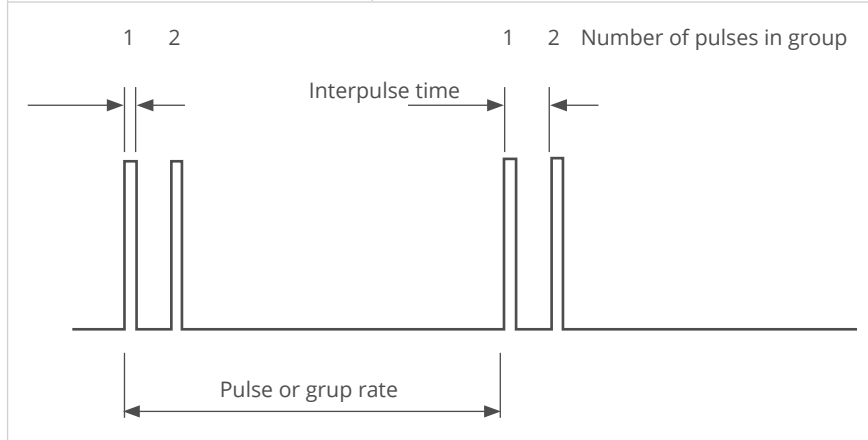 1 2 1 2 Number of pulses in group
Interpulse time
Pulse or grup rate